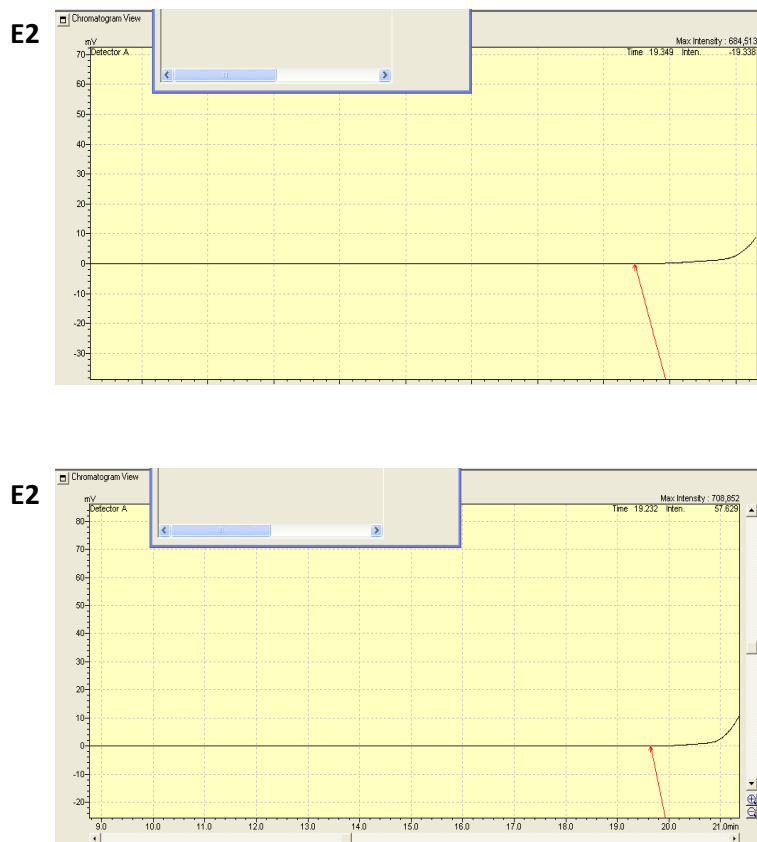 E2
Chromatogram View
mV
Max Intensity : 684,513
Detector A
Time 19.349 Inten. -19.338
70
60
50
40
30
20
10
0
-10
-20
-30
E2
Chromatogram View
mV
Max Intensity : 708,852
Detector A
Time 19.232 Inten. 57.629
80
70
60
50
40
30
20
10
0
-10
-20
9.0 10.0 11.0 12.0 13.0 14.0 15.0 16.0 17.0 18.0 19.0 20.0 21.0min